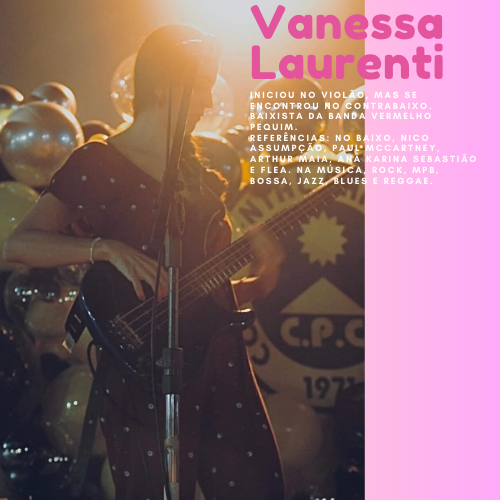 Vanessa
Laurenti
INICIOU NO VIOLÃO, MAS SE
ENCONTROU NO CONTRABAIXO.
BAIXISTA DA BANDA VERMELHO
PEQUIM.
REFERÊNCIAS: NO BAIXO, NICO
ASSUMPÇÃO, PAUL MCCARTNEY,
ARTHUR MAIA, ANA KARINA SEBASTIÃO
E FLEA. NA MÚSICA, ROCK, MPB,
BOSSA, JAZZ, BLUES E REGGAE.
C.P.C
1971